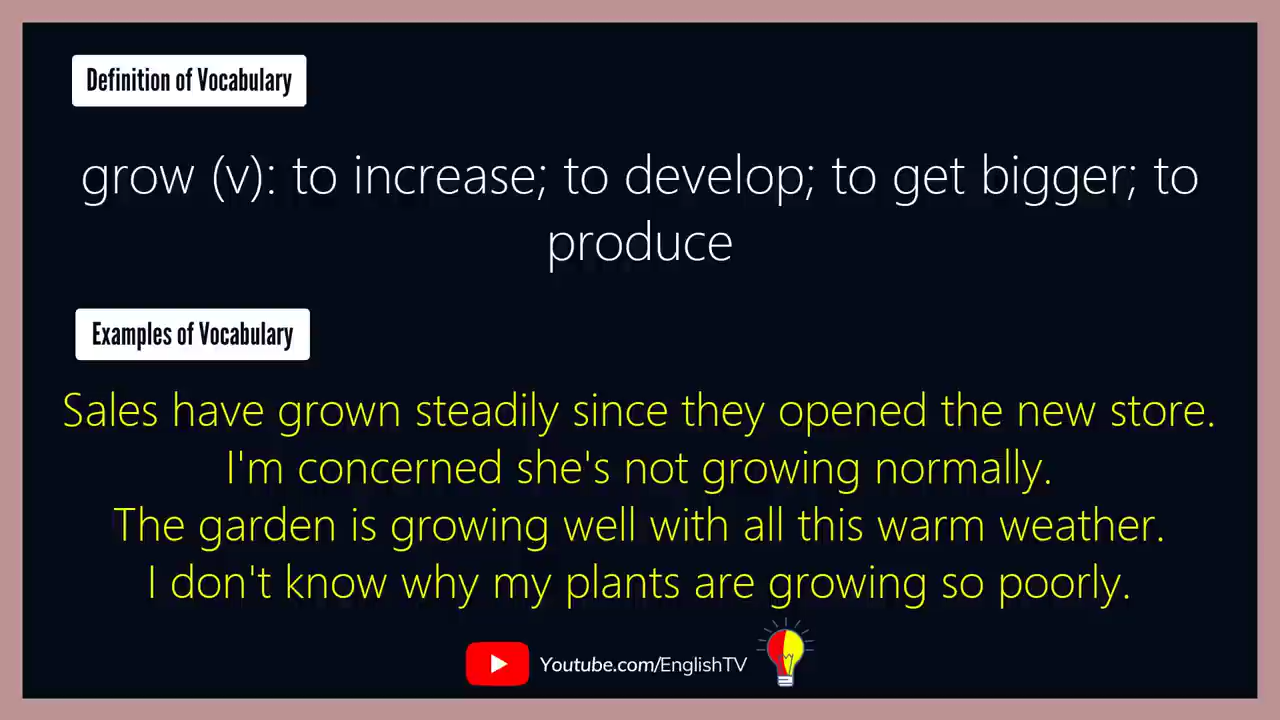 Definition of Vocabulary
grow (v): to increase; to develop; to get bigger; to
produce
Examples of Vocabulary
Sales have grown steadily since they opened the new store.
I'm concerned she's not growing normally.
The garden is growing well with all this warm weather.
I don't know why my plants are growing so poorly.
Youtube.com/EnglishTV